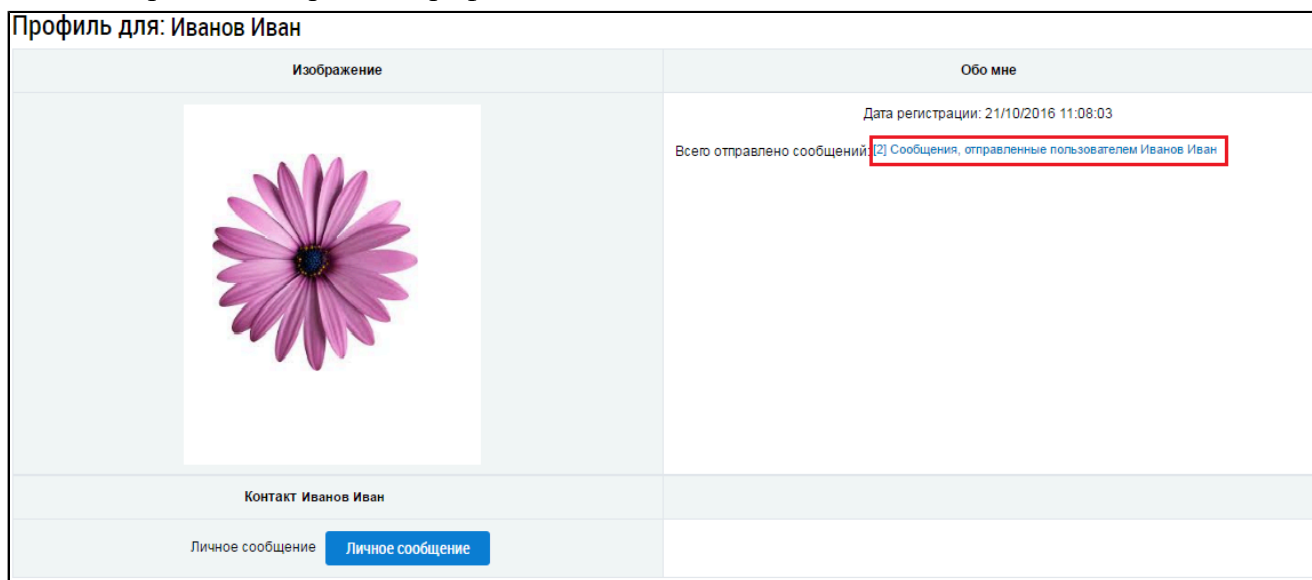 Профиль для: Иванов Иван
Изображение
Обо мне
Дата регистрации: 21/10/2016 11:08:03
Всего отправлено сообщений: [2] Сообщения, отправленные пользователем Иванов Иван
Контакт Иванов Иван
Личное сообщение Личное сообщение